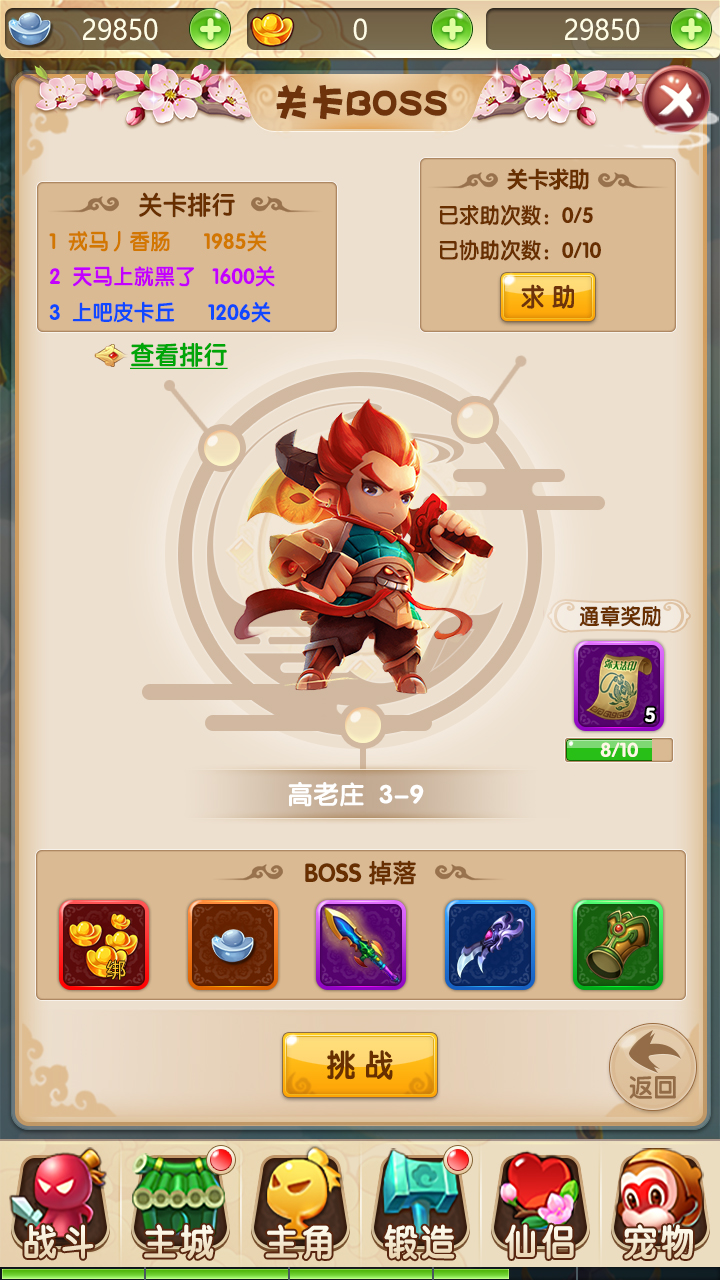 29850
0
29850
关卡BOSS
关卡排行
1 戎马丿香肠 1985关
2 天马上就黑了 1600关
3 上吧皮卡丘 1206关
查看排行
关卡求助
已求助次数：0/5
已协助次数：0/10
求助
通章奖励
弥天法印
5
8/10
高老庄 3-9
BOSS 掉落
绑
挑战
返回
战斗
主城
主角
锻造
仙侣
宠物